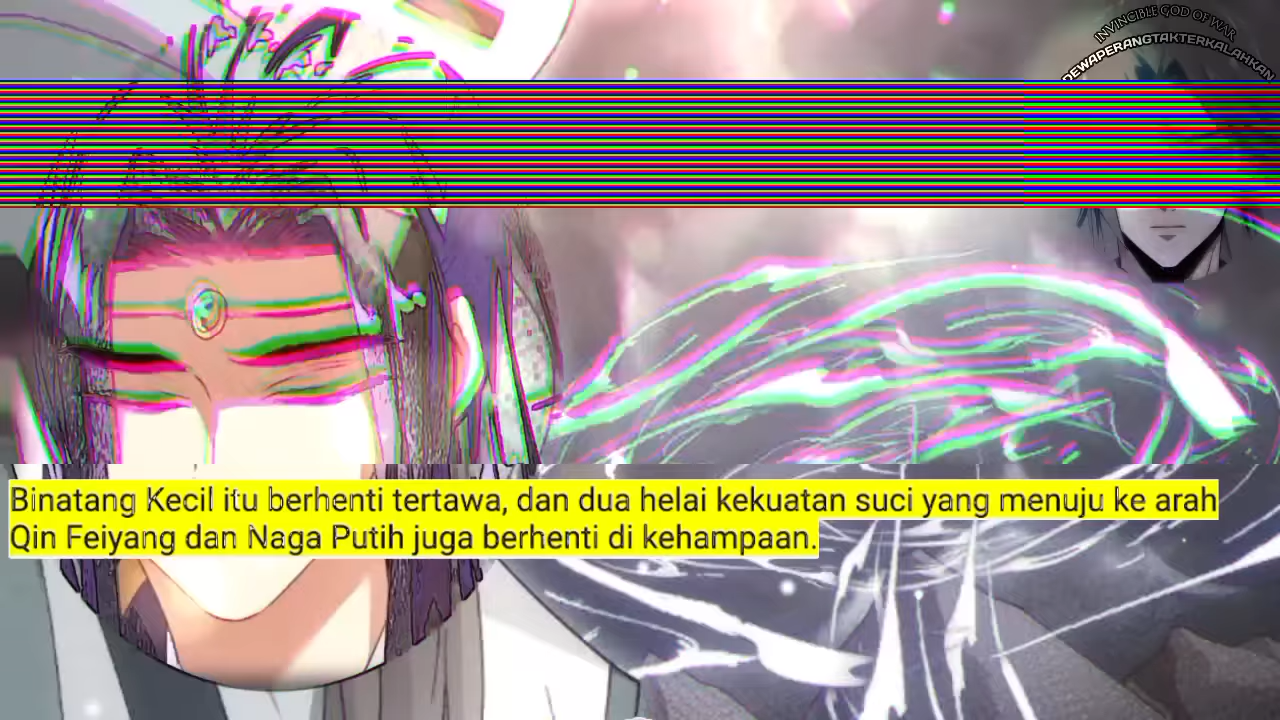 INVINCIBLE GOD OF WAR
DEWAPERANGTAKTERKALAHKAN
Binatang Kecil itu berhenti tertawa, dan dua helai kekuatan suci yang menuju ke arah
Qin Feiyang dan Naga Putih juga berhenti di kehampaan.